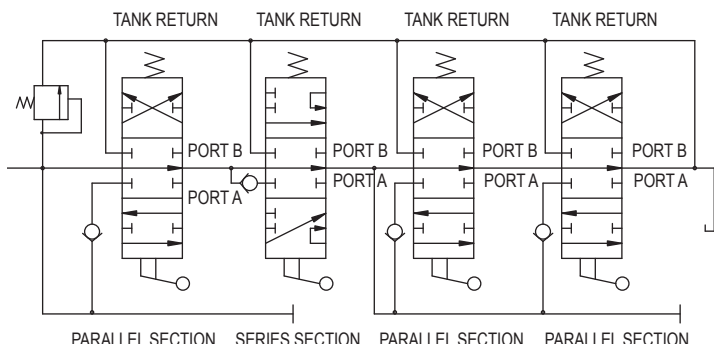 TANK RETURN TANK RETURN TANK RETURN TANK RETURN
PORT B PORT B PORT B PORT B
PORT A PORT A PORT A PORT A
PARALLEL SECTION SERIES SECTION PARALLEL SECTION PARALLEL SECTION